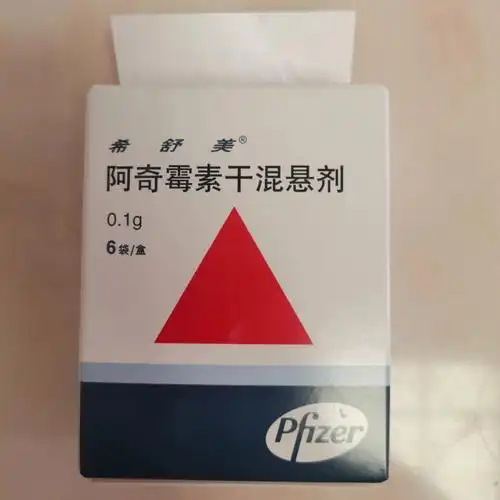 希舒美®
阿奇霉素干混悬剂
0.1g
6袋/盒
Pfizer